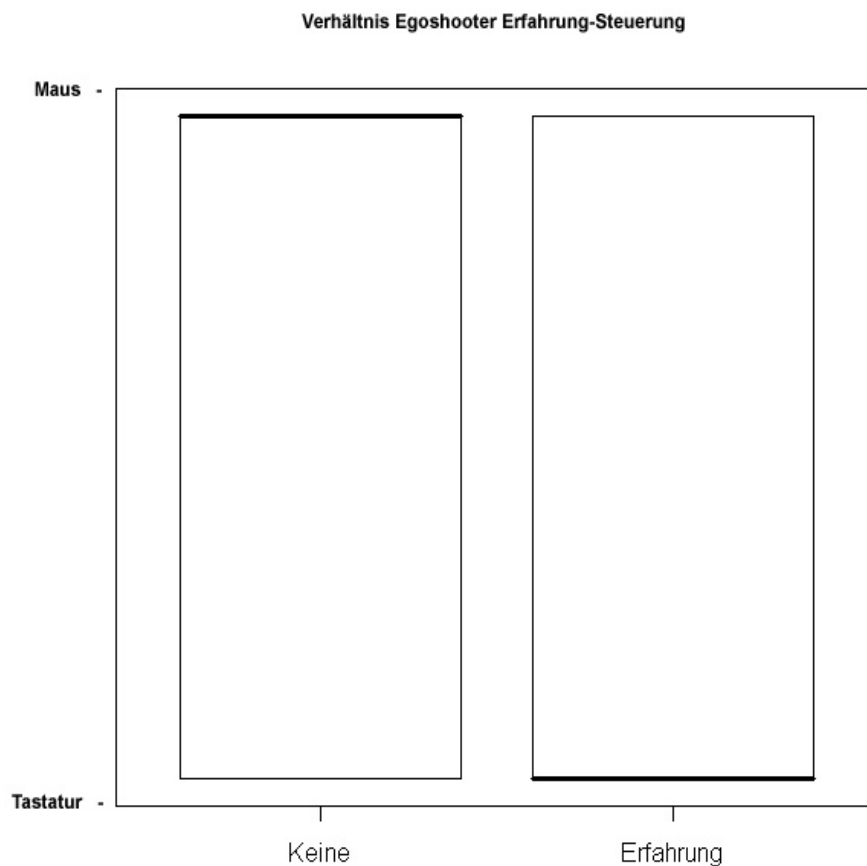 Verhältnis Egoshooter Erfahrung-Steuerung
Maus -
Tastatur -
Keine Erfahrung